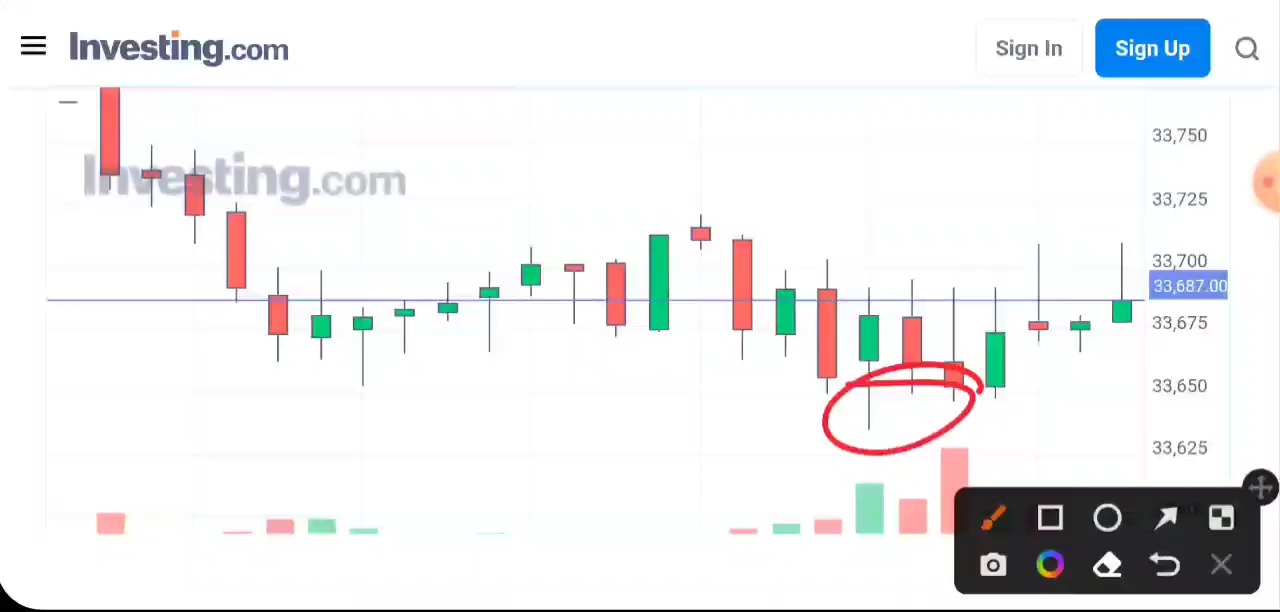 Investing.com
Sign In
Sign Up
Investing.com
33,750
33,725
33,700
33,687.00
33,675
33,650
33,625